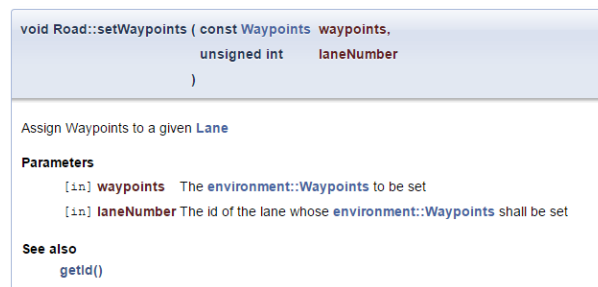 void Road::setWaypoints ( const Waypoints waypoints,
unsigned int laneNumber
)
Assign Waypoints to a given Lane
Parameters
[in] waypoints The environment::Waypoints to be set
[in] laneNumber The id of the lane whose environment::Waypoints shall be set
See also
getId()